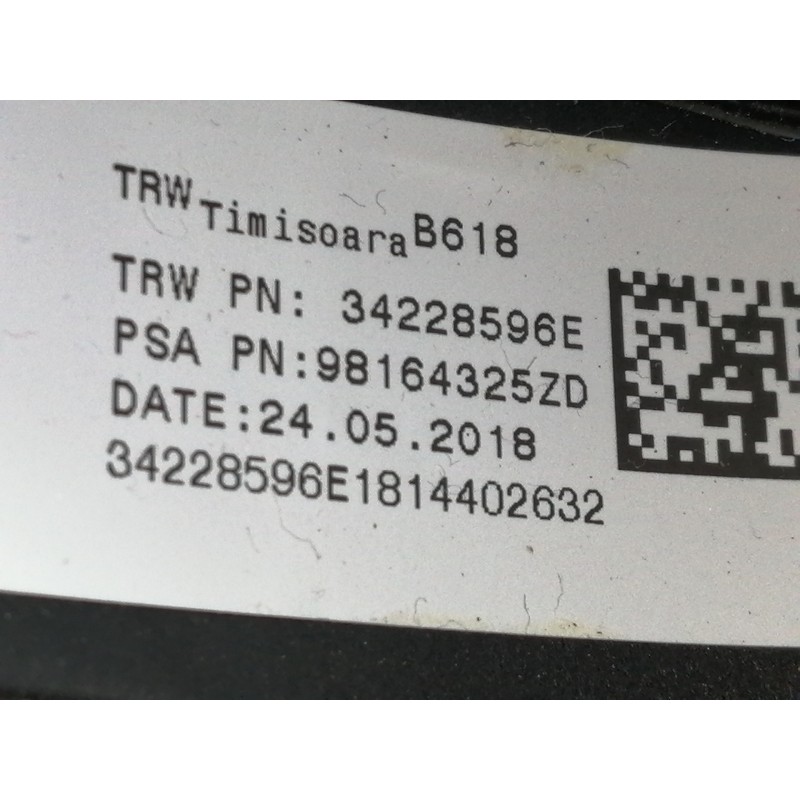 TRW Timisoara B618
TRW PN: 34228596E
PSA PN:98164325ZD
DATE:24.05.2018
34228596E1814402632